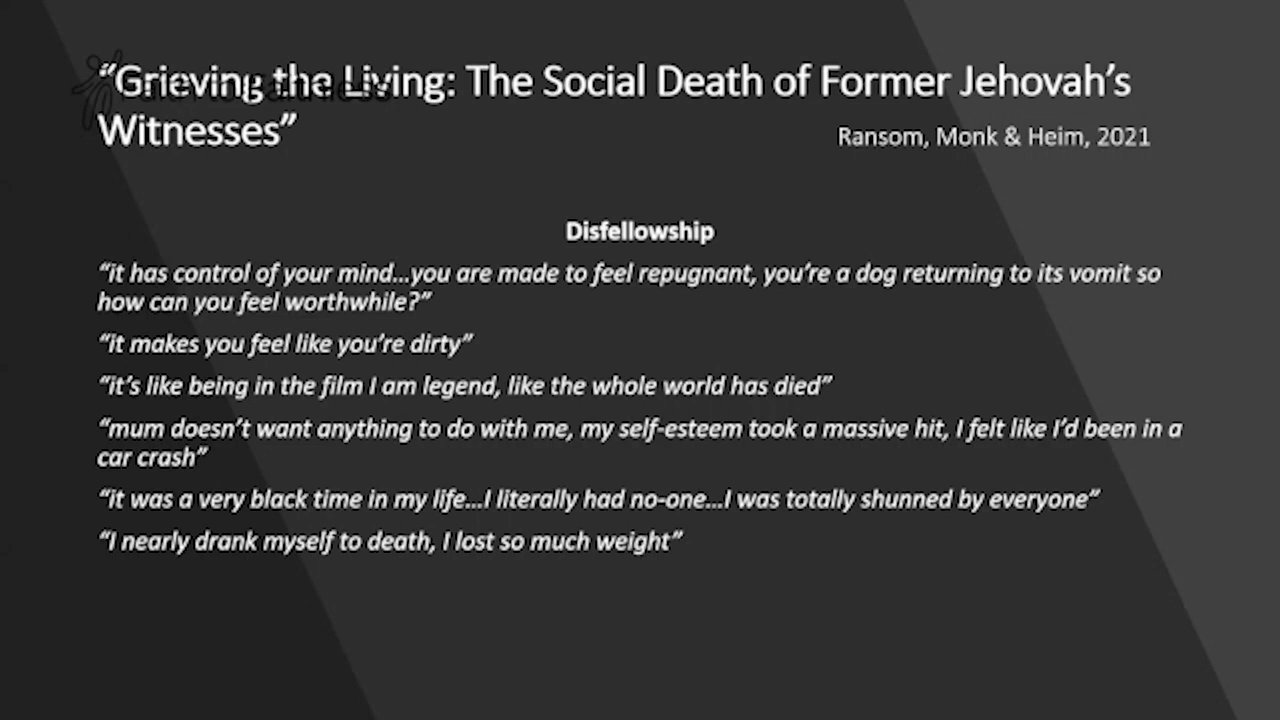 “Grieving the Living: The Social Death of Former Jehovah’s
Witnesses”
Ransom, Monk & Heim, 2021
Disfellowship
“it has control of your mind...you are made to feel repugnant, you’re a dog returning to its vomit so
how can you feel worthwhile?”
“it makes you feel like you’re dirty”
“it’s like being in the film I am legend, like the whole world has died”
“mum doesn’t want anything to do with me, my self-esteem took a massive hit, I felt like I’d been in a
car crash”
“it was a very black time in my life...I literally had no-one...I was totally shunned by everyone”
“I nearly drank myself to death, I lost so much weight”